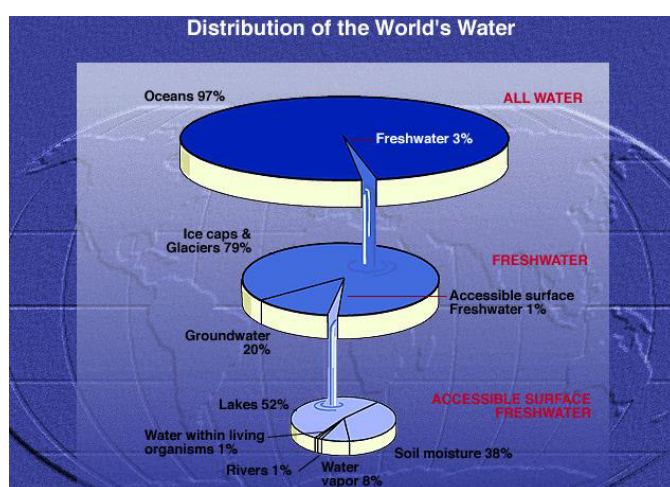 Distribution of the World's Water
Oceans 97%
ALL WATER
Freshwater 3%
Ice caps &
Glaciers 79%
FRESHWATER
Accessible surface
Freshwater 1%
Groundwater
20%
Lakes 52%
ACCESSIBLE SURFACE
FRESHWATER
Water within living
organisms 1%
Rivers 1%
Water
vapor 8%
Soil moisture 38%